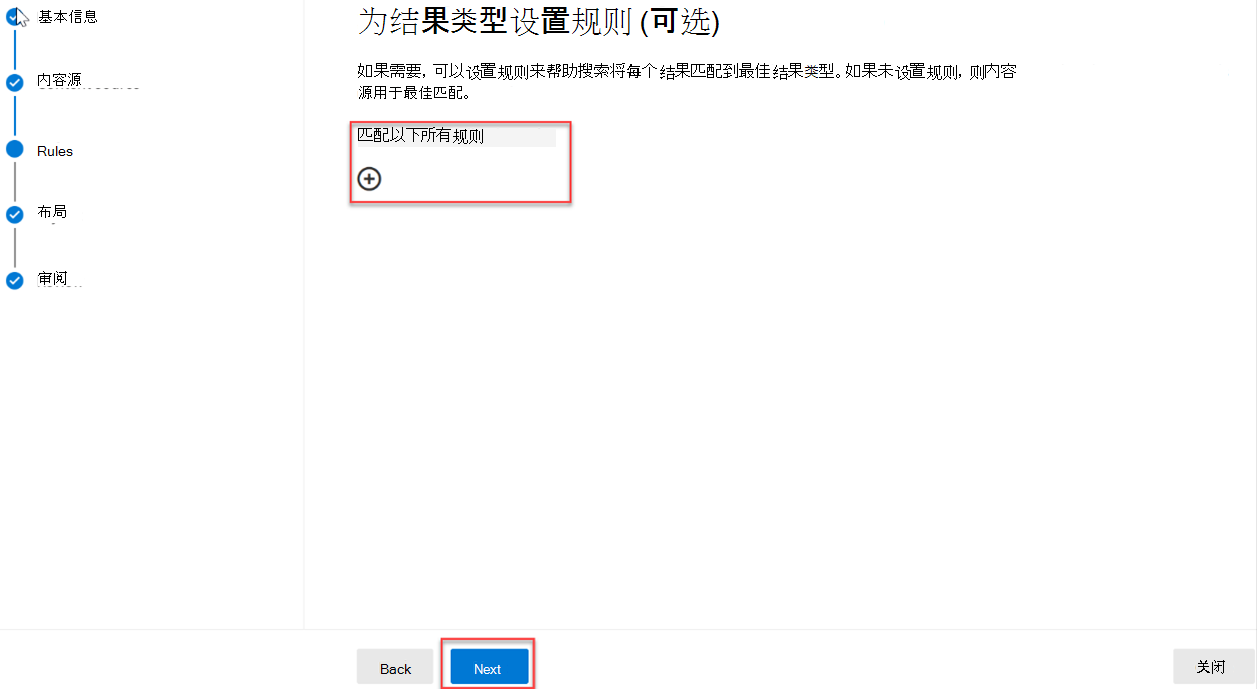 基本信息
内容源
Rules
布局
审阅
为结果类型设置规则 (可选)
如果需要, 可以设置规则来帮助搜索将每个结果匹配到最佳结果类型。如果未设置规则, 则内容
源用于最佳匹配。
匹配以下所有规则
Back
Next
关闭